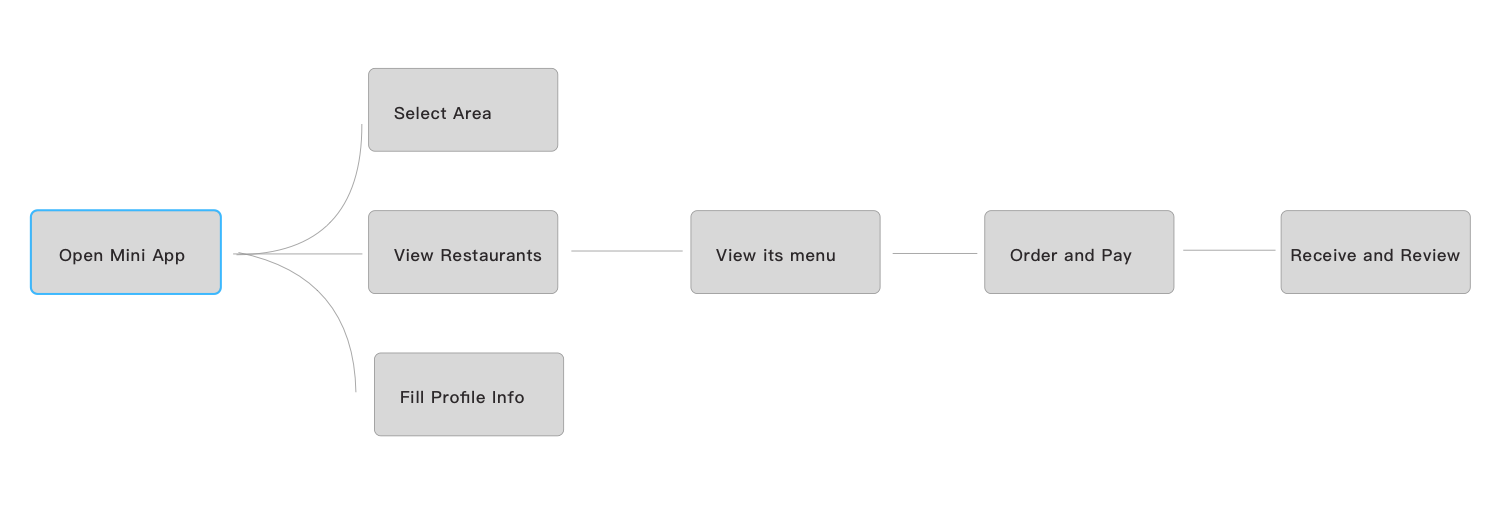 Select Area
Open Mini App
View Restaurants
View its menu
Order and Pay
Receive and Review
Fill Profile Info